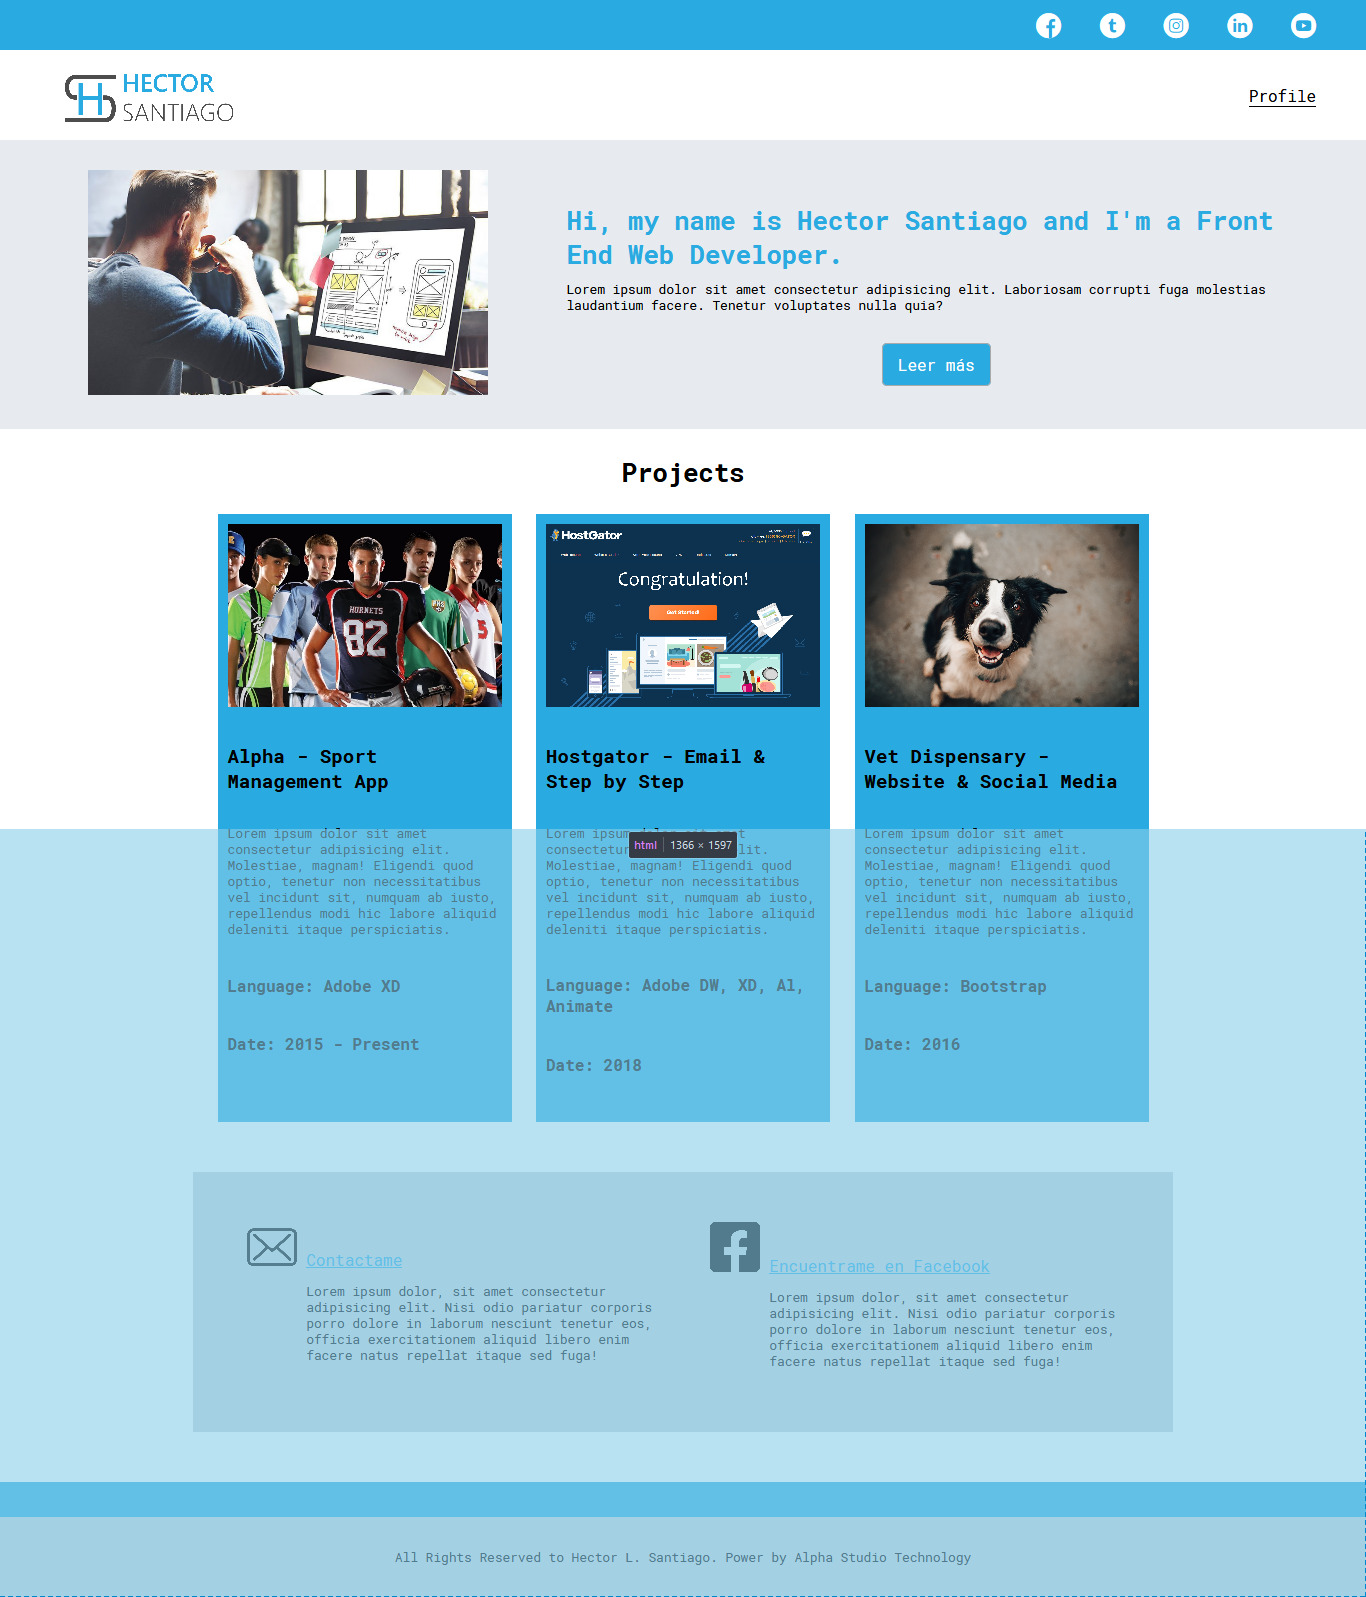 HECTOR
SANTIAGO
Profile
Hi, my name is Hector Santiago and I'm a Front
End Web Developer.
Lorem ipsum dolor sit amet consectetur adipisicing elit. Laboriosam corrupti fuga molestias
laudantium facere. Tenetur voluptates nulla quia?
Leer más
Projects
HORNETS
82
5
HostGator
Congratulation!
Get Started!
Alpha - Sport
Management App
Lorem ipsum dolor sit amet
consectetur adipisicing elit.
Molestiae, magnam! Eligendi quod
optio, tenetur non necessitatibus
vel incidunt sit, numquam ab iusto,
repellendus modi hic labore aliquid
deleniti itaque perspiciatis.
Language: Adobe XD
Date: 2015 - Present
Hostgator - Email &
Step by Step
Lorem ipsum dolor sit amet
consectetur elit.
Molestiae, magnam! Eligendi quod
optio, tenetur non necessitatibus
vel incidunt sit, numquam ab iusto,
repellendus modi hic labore aliquid
deleniti itaque perspiciatis.
Language: Adobe DW, XD, Al,
Animate
Date: 2018
html 1366 × 1597
Vet Dispensary -
Website & Social Media
Lorem ipsum dolor sit amet
consectetur adipisicing elit.
Molestiae, magnam! Eligendi quod
optio, tenetur non necessitatibus
vel incidunt sit, numquam ab iusto,
repellendus modi hic labore aliquid
deleniti itaque perspiciatis.
Language: Bootstrap
Date: 2016
Contactame
Lorem ipsum dolor, sit amet consectetur
adipisicing elit. Nisi odio pariatur corporis
porro dolore in laborum nesciunt tenetur eos,
officia exercitationem aliquid libero enim
facere natus repellat itaque sed fuga!
Encuentrame en Facebook
Lorem ipsum dolor, sit amet consectetur
adipisicing elit. Nisi odio pariatur corporis
porro dolore in laborum nesciunt tenetur eos,
officia exercitationem aliquid libero enim
facere natus repellat itaque sed fuga!
All Rights Reserved to Hector L. Santiago. Power by Alpha Studio Technology